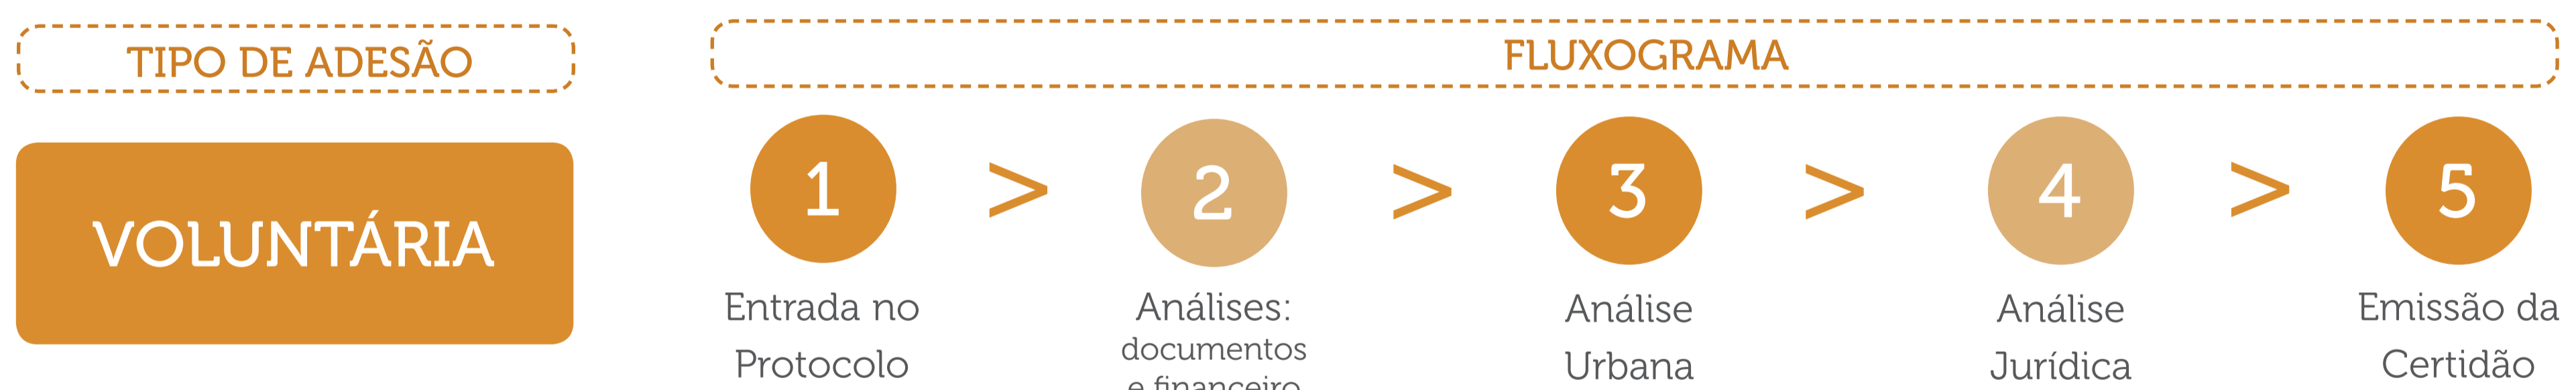 TIPO DE ADESÃO
FLUXOGRAMA
VOLUNTÁRIA
1 > 2 > 3 > 4 > 5
Entrada no
Protocolo
Análises:
documentos
e financeiro
Análise
Urbana
Análise
Jurídica
Emissão da
Certidão